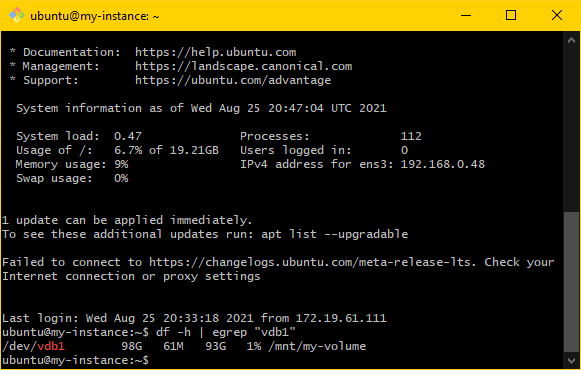 ubuntu@my-instance: ~
* Documentation:  https://help.ubuntu.com
* Management:     https://landscape.canonical.com
* Support:        https://ubuntu.com/advantage
System information as of Wed Aug 25 20:47:04 UTC 2021
System load:  0.47               Processes:             112
Usage of /:   6.7% of 19.21GB   Users logged in:       0
Memory usage: 9%                 IPv4 address for ens3: 192.168.0.48
Swap usage:   0%
1 update can be applied immediately.
To see these additional updates run: apt list --upgradable
Failed to connect to https://changelogs.ubuntu.com/meta-release-lts. Check your
Internet connection or proxy settings
Last login: Wed Aug 25 20:33:18 2021 from 172.19.61.111
ubuntu@my-instance:~$ df -h | egrep "vdb1"
/dev/vdb1        98G   61M   93G   1% /mnt/my-volume
ubuntu@my-instance:~$